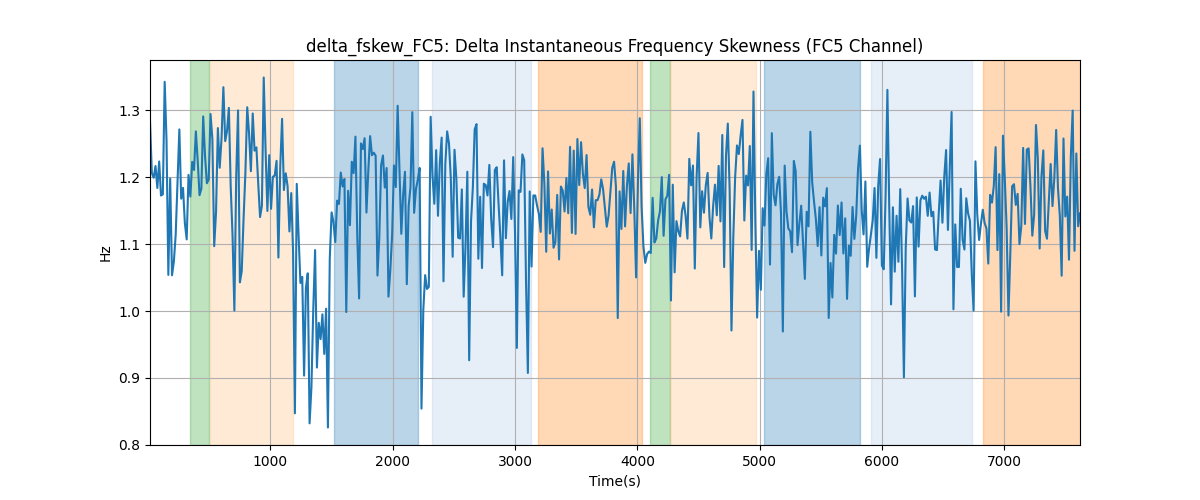 delta_fskew_FC5: Delta Instantaneous Frequency Skewness (FC5 Channel)
1.3
1.2
1.1
1.0
0.9
0.8
Hz
1000 2000 3000 4000 5000 6000 7000
Time(s)